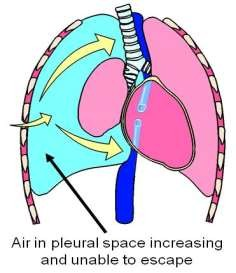 Air in pleural space increasing
and unable to escape